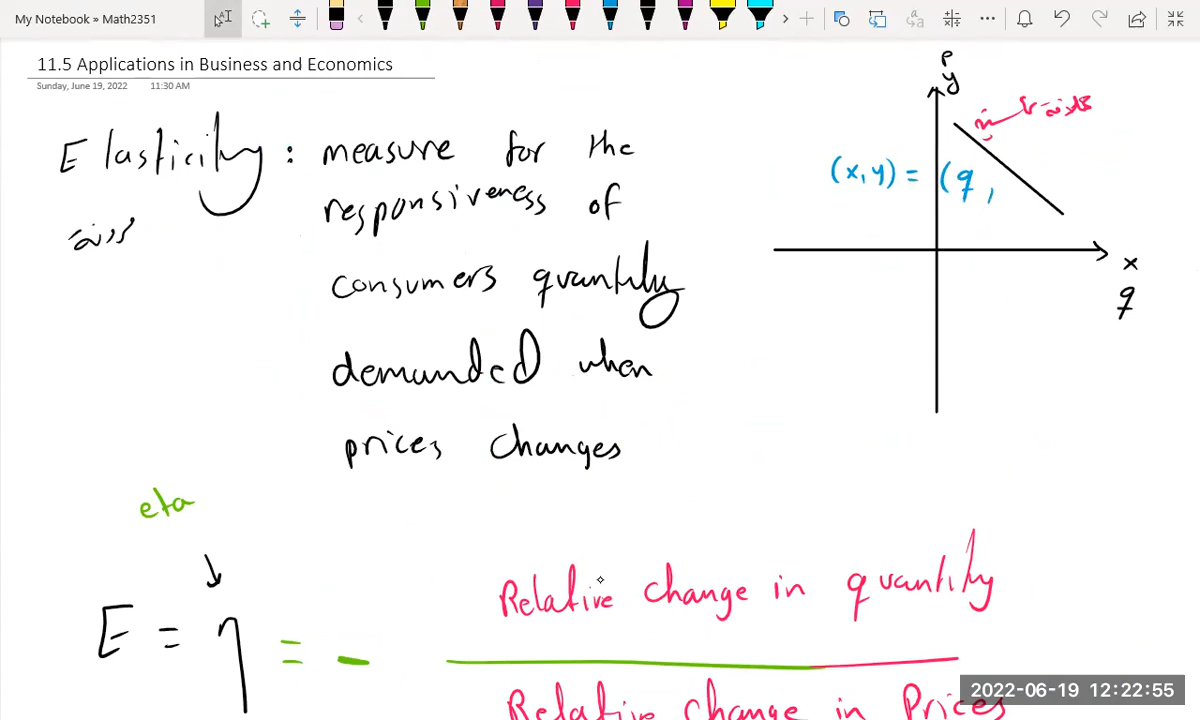 My Notebook » Math2351
11.5 Applications in Business and Economics
Sunday, June 19, 2022 11:30 AM
Elasticity : measure for the
responsiveness of
consumers quantity
demanded when
prices changes
P
y
(x,y) = (q,
x
q
eta
E = η = -
Relative change in quantity
Relative change in Prices
2022-06-19 12:22:55